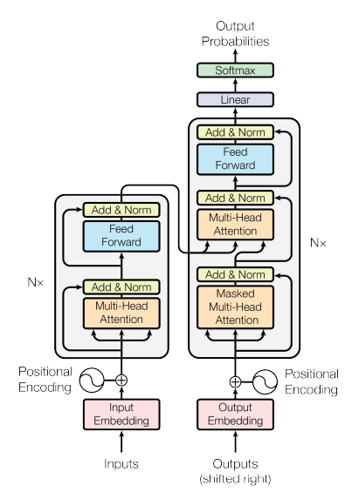 Output
Probabilities
Softmax
Linear
Add & Norm
Feed
Forward
Add & Norm
Multi-Head
Attention
Add & Norm
Masked
Multi-Head
Attention
N×
Add & Norm
Feed
Forward
N×
Add & Norm
Multi-Head
Attention
Positional
Encoding
Positional
Encoding
Input
Embedding
Output
Embedding
Inputs
Outputs
(shifted right)